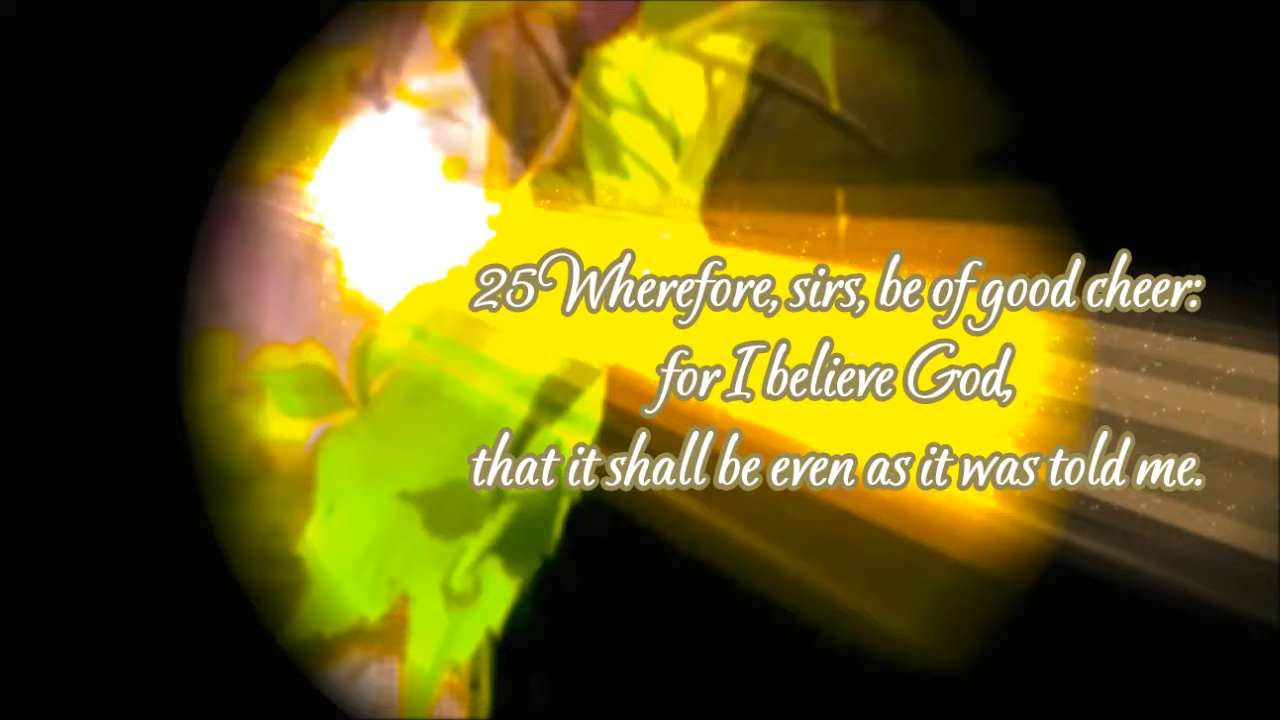 25 Wherefore, sirs, be of good cheer:
for I believe God,
that it shall be even as it was told me.